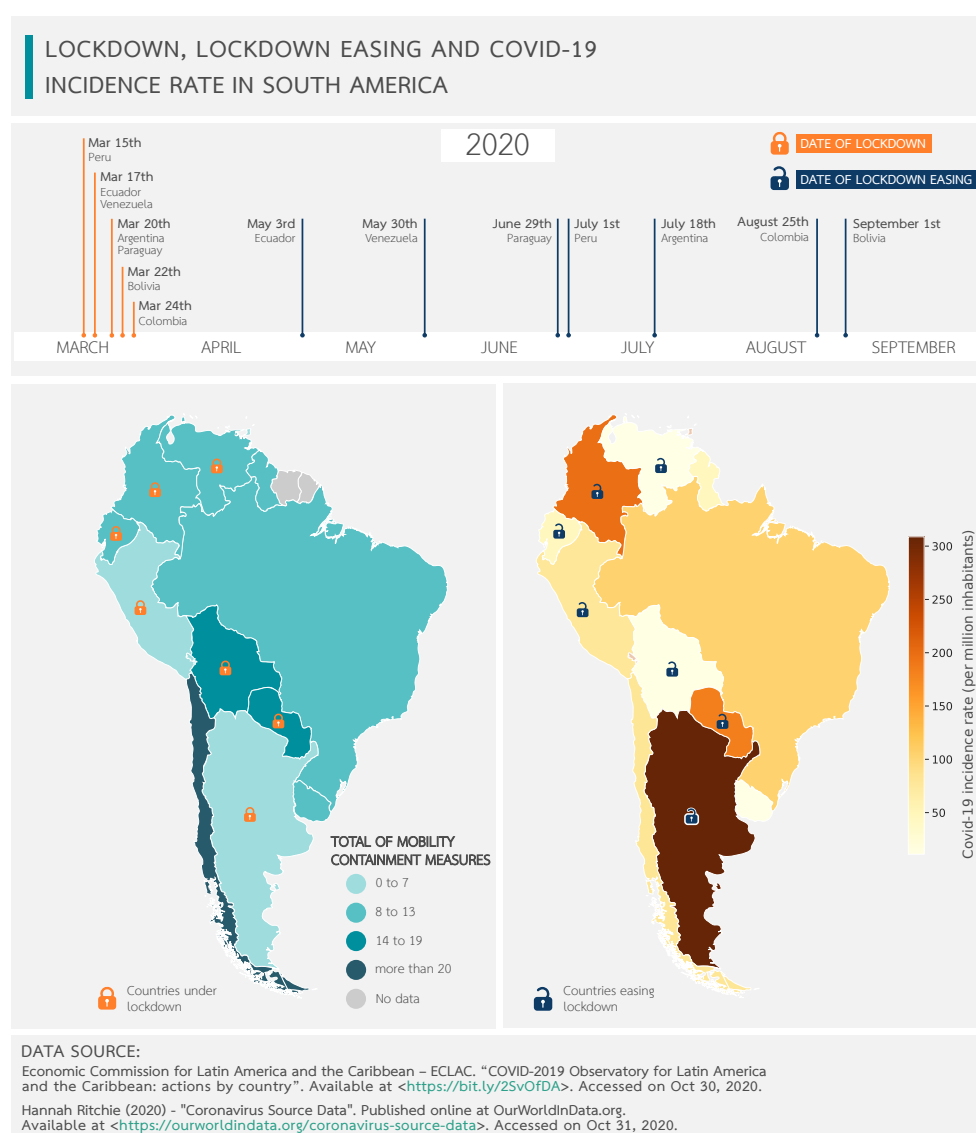 LOCKDOWN, LOCKDOWN EASING AND COVID-19
INCIDENCE RATE IN SOUTH AMERICA
2020
DATE OF LOCKDOWN
DATE OF LOCKDOWN EASING
Mar 15th
Peru
Mar 17th
Ecuador
Venezuela
Mar 20th
Argentina
Paraguay
Mar 22th
Bolivia
Mar 24th
Colombia
May 3rd
Ecuador
May 30th
Venezuela
June 29th
Paraguay
July 1st
Peru
July 18th
Argentina
August 25th
Colombia
September 1st
Bolivia
MARCH
APRIL
MAY
JUNE
JULY
AUGUST
SEPTEMBER
TOTAL OF MOBILITY
CONTAINMENT MEASURES
0 to 7
8 to 13
14 to 19
more than 20
No data
Countries under
lockdown
300
250
200
150
100
50
Covid-19 incidence rate (per million inhabitants)
Countries easing
lockdown
DATA SOURCE:
Economic Commission for Latin America and the Caribbean – ECLAC. “COVID-2019 Observatory for Latin America
and the Caribbean: actions by country”. Available at <https://bit.ly/2SvOfDA>. Accessed on Oct 30, 2020.
Hannah Ritchie (2020) - "Coronavirus Source Data". Published online at OurWorldInData.org.
Available at <https://ourworldindata.org/coronavirus-source-data>. Accessed on Oct 31, 2020.